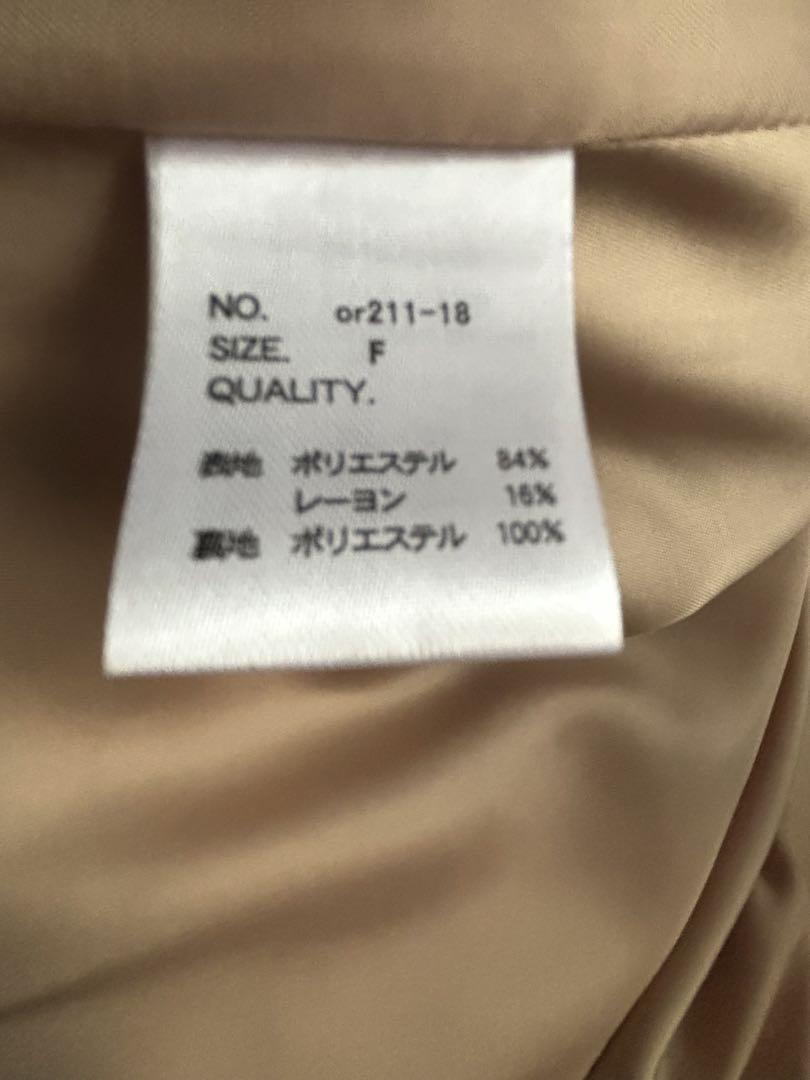 NO. or211-18
SIZE. F
QUALITY.
表地 ポリエステル 84%
レーヨン 16%
裏地 ポリエステル 100%